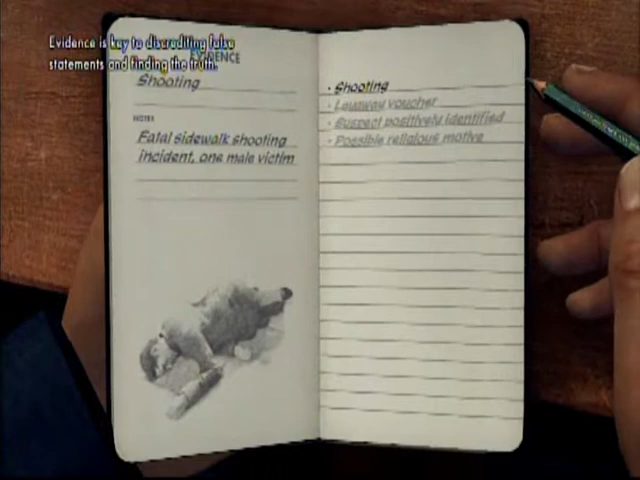 Evidence is key to discrediting false
statements and finding the truth.
EVIDENCE
Shooting
NOTES
Fatal sidewalk shooting
incident, one male victim
- Shooting
- Layaway voucher
- Suspect positively identified
- Possible religious motive